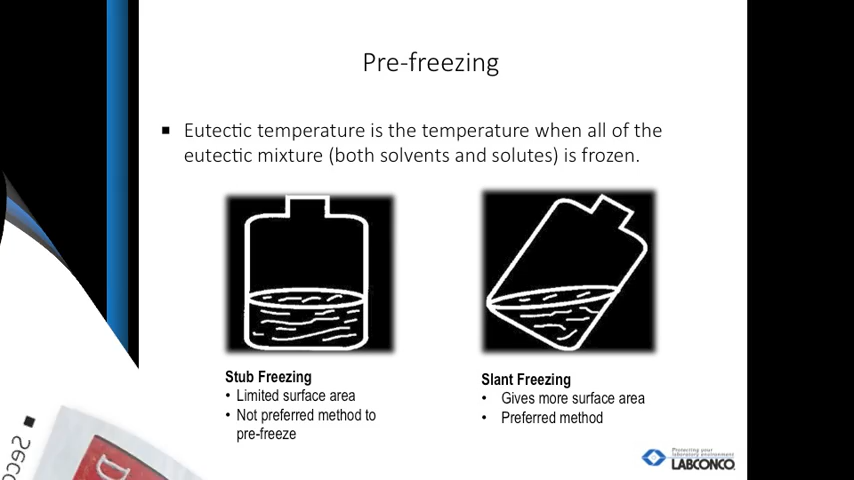 Pre-freezing
▪ Eutectic temperature is the temperature when all of the
eutectic mixture (both solvents and solutes) is frozen.
Stub Freezing
• Limited surface area
• Not preferred method to
pre-freeze
Slant Freezing
• Gives more surface area
• Preferred method
Protecting your
laboratory environment
LABCONCO
▪ Seco
D